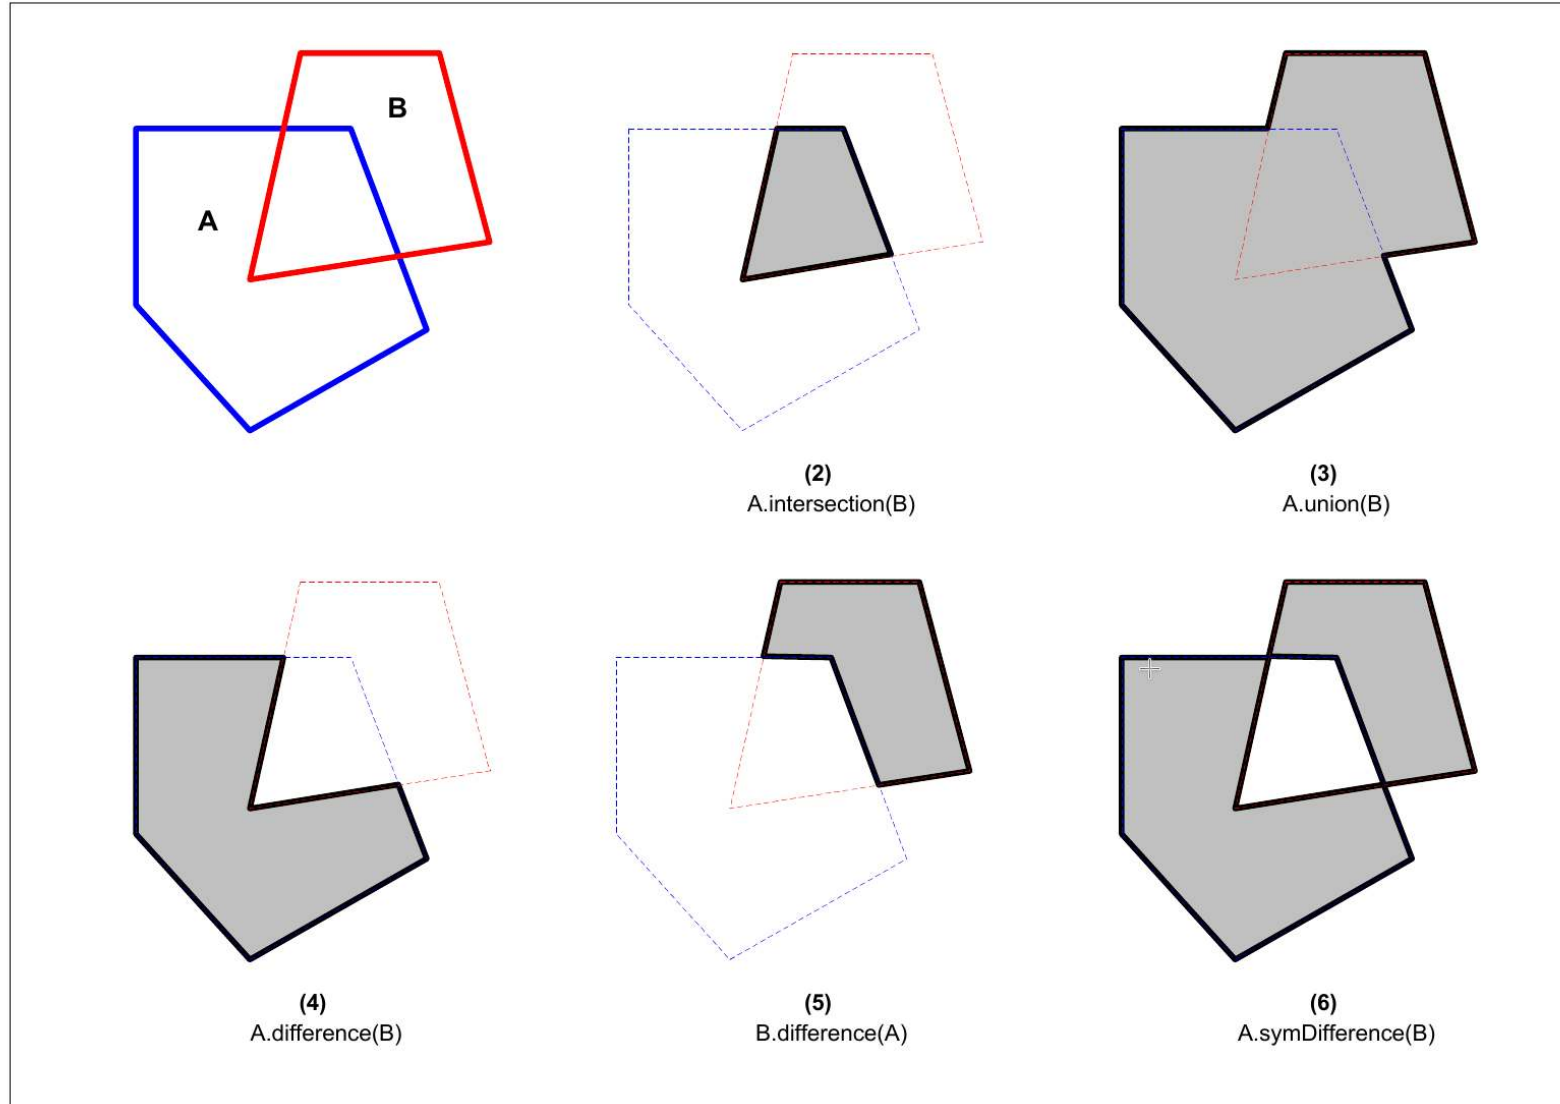 B
A
(2)
A.intersection(B)
(3)
A.union(B)
(4)
A.difference(B)
(5)
B.difference(A)
(6)
A.symDifference(B)